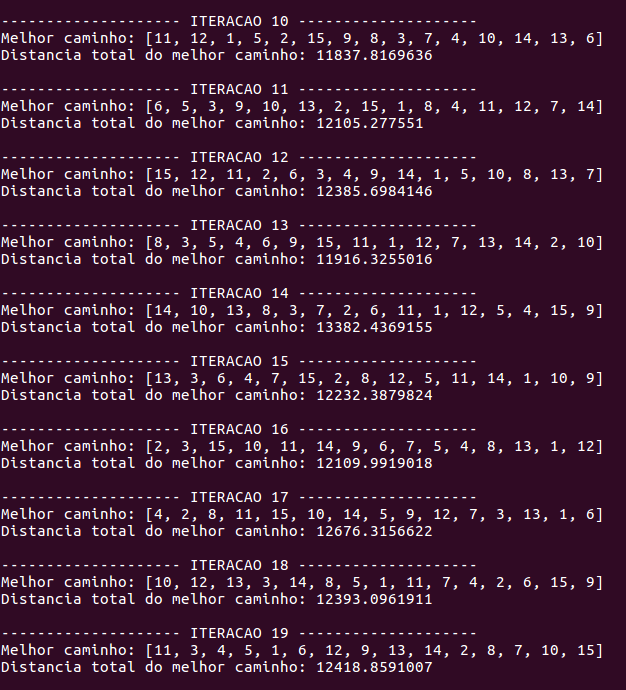 -------------------- ITERACAO 10 --------------------
Melhor caminho: [11, 12, 1, 5, 2, 15, 9, 8, 3, 7, 4, 10, 14, 13, 6]
Distancia total do melhor caminho: 11837.8169636
-------------------- ITERACAO 11 --------------------
Melhor caminho: [6, 5, 3, 9, 10, 13, 2, 15, 1, 8, 4, 11, 12, 7, 14]
Distancia total do melhor caminho: 12105.277551
-------------------- ITERACAO 12 --------------------
Melhor caminho: [15, 12, 11, 2, 6, 3, 4, 9, 14, 1, 5, 10, 8, 13, 7]
Distancia total do melhor caminho: 12385.6984146
-------------------- ITERACAO 13 --------------------
Melhor caminho: [8, 3, 5, 4, 6, 9, 15, 11, 1, 12, 7, 13, 14, 2, 10]
Distancia total do melhor caminho: 11916.3255016
-------------------- ITERACAO 14 --------------------
Melhor caminho: [14, 10, 13, 8, 3, 7, 2, 6, 11, 1, 12, 5, 4, 15, 9]
Distancia total do melhor caminho: 13382.4369155
-------------------- ITERACAO 15 --------------------
Melhor caminho: [13, 3, 6, 4, 7, 15, 2, 8, 12, 5, 11, 14, 1, 10, 9]
Distancia total do melhor caminho: 12232.3879824
-------------------- ITERACAO 16 --------------------
Melhor caminho: [2, 3, 15, 10, 11, 14, 9, 6, 7, 5, 4, 8, 13, 1, 12]
Distancia total do melhor caminho: 12109.9919018
-------------------- ITERACAO 17 --------------------
Melhor caminho: [4, 2, 8, 11, 15, 10, 14, 5, 9, 12, 7, 3, 13, 1, 6]
Distancia total do melhor caminho: 12676.3156622
-------------------- ITERACAO 18 --------------------
Melhor caminho: [10, 12, 13, 3, 14, 8, 5, 1, 11, 7, 4, 2, 6, 15, 9]
Distancia total do melhor caminho: 12393.0961911
-------------------- ITERACAO 19 --------------------
Melhor caminho: [11, 3, 4, 5, 1, 6, 12, 9, 13, 14, 2, 8, 7, 10, 15]
Distancia total do melhor caminho: 12418.8591007